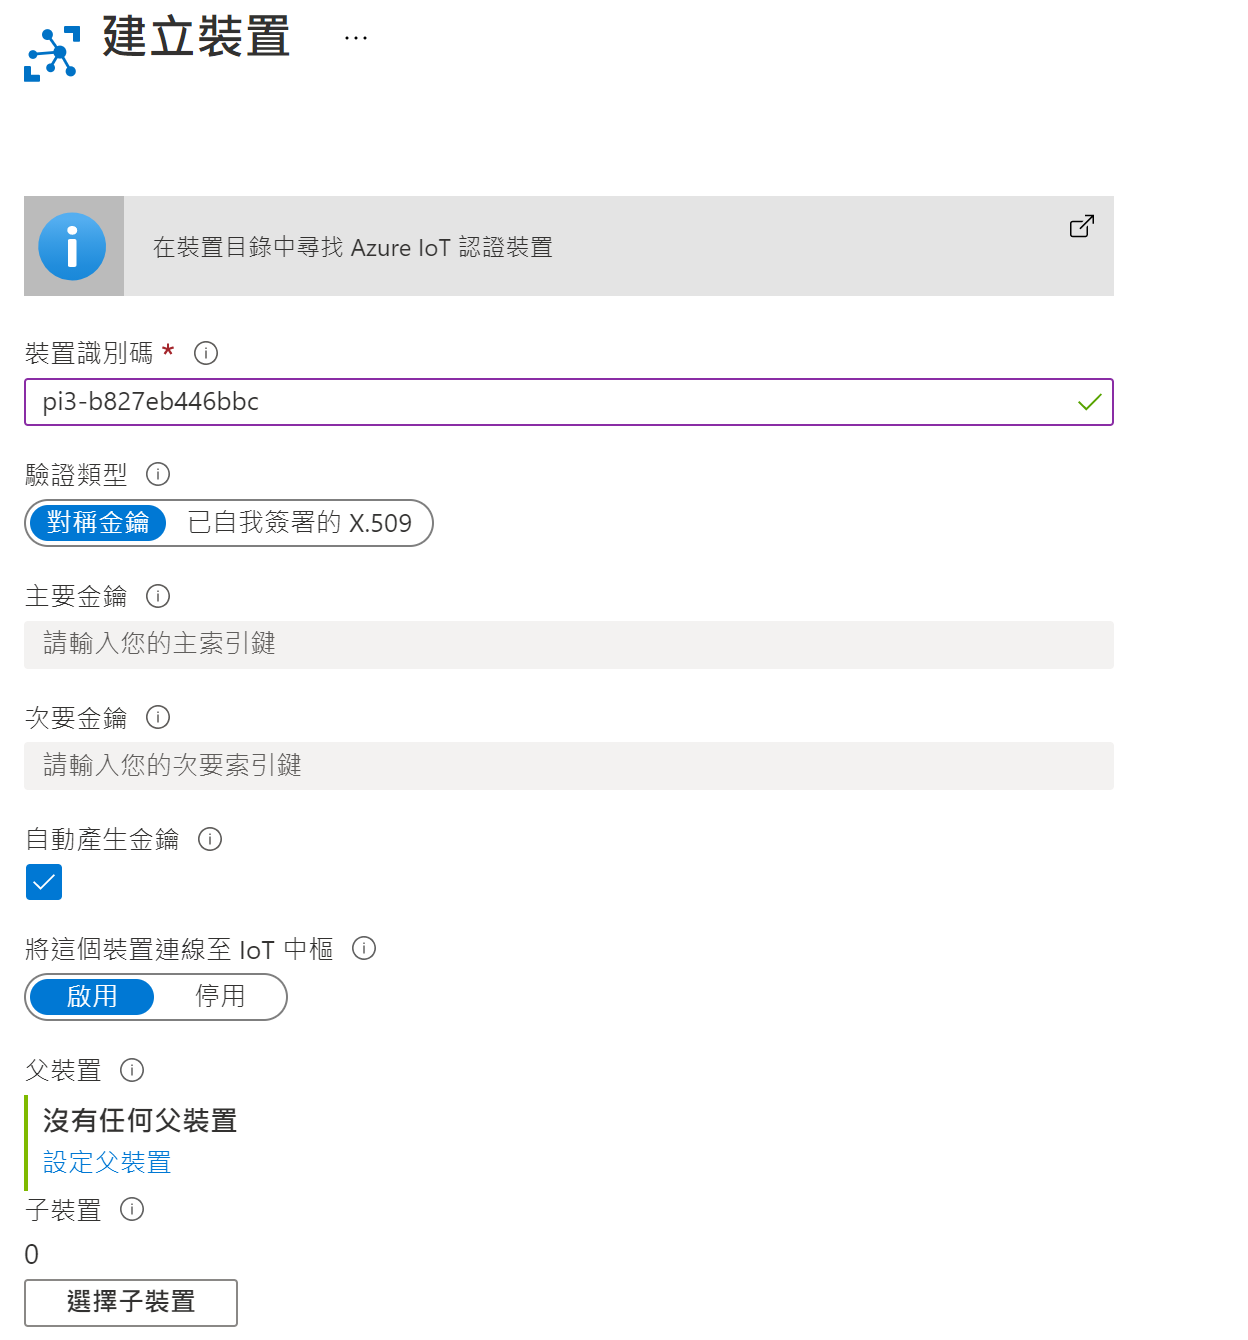 建立裝置 ...
在裝置目錄中尋找 Azure IoT 認證裝置
裝置識別碼 *
pi3-b827eb446bbc
驗證類型
對稱金鑰 已自我簽署的 X.509
主要金鑰
請輸入您的主索引鍵
次要金鑰
請輸入您的次要索引鍵
自動產生金鑰
將這個裝置連線至 IoT 中樞
啟用 停用
父裝置
沒有任何父裝置
設定父裝置
子裝置
0
選擇子裝置